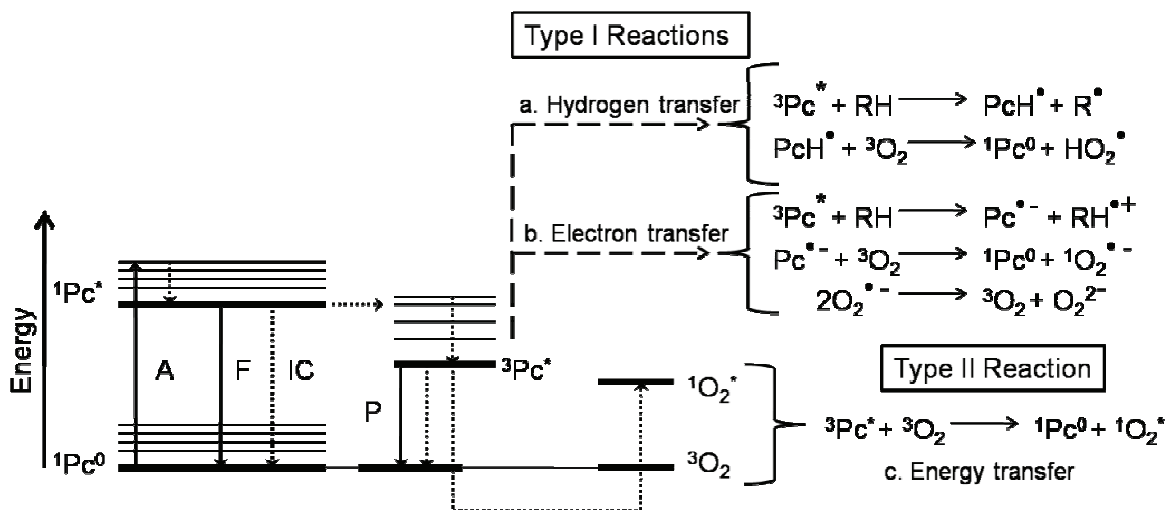 Type I Reactions
a. Hydrogen transfer
³Pc* + RH ⟶ PcH• + R•
PcH• + ³O₂ ⟶ ¹Pc⁰ + HO₂•
b. Electron transfer
³Pc* + RH ⟶ Pc•⁻ + RH•+
Pc•⁻ + ³O₂ ⟶ ¹Pc⁰ + ¹O₂•⁻
2O₂•⁻ ⟶ ³O₂ + O₂²⁻
Energy
¹Pc*
A
F
IC
¹Pc⁰
P
³Pc*
¹O₂*
³O₂
Type II Reaction
³Pc* + ³O₂ ⟶ ¹Pc⁰ + ¹O₂*
c. Energy transfer